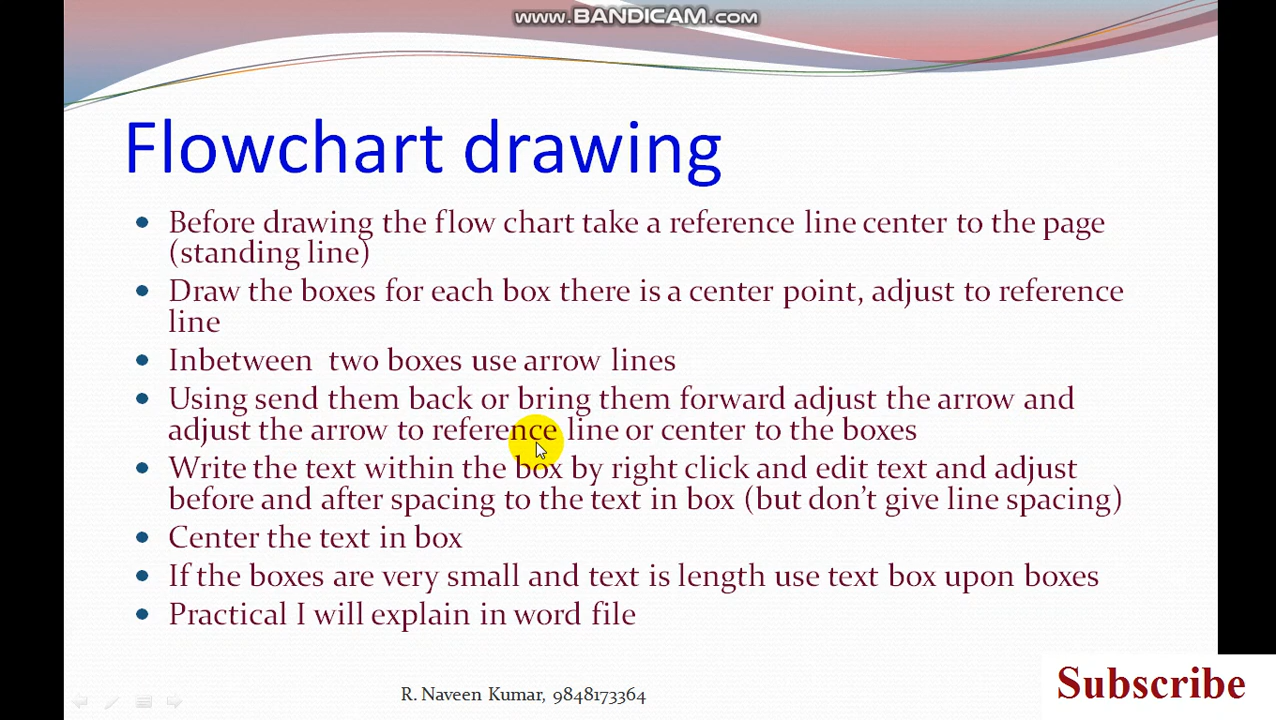 www.BANDICAM.com
Flowchart drawing
Before drawing the flow chart take a reference line center to the page
(standing line)
Draw the boxes for each box there is a center point, adjust to reference
line
Inbetween two boxes use arrow lines
Using send them back or bring them forward adjust the arrow and
adjust the arrow to reference line or center to the boxes
Write the text within the box by right click and edit text and adjust
before and after spacing to the text in box (but don't give line spacing)
Center the text in box
If the boxes are very small and text is length use text box upon boxes
Practical I will explain in word file
R. Naveen Kumar, 9848173364
Subscribe